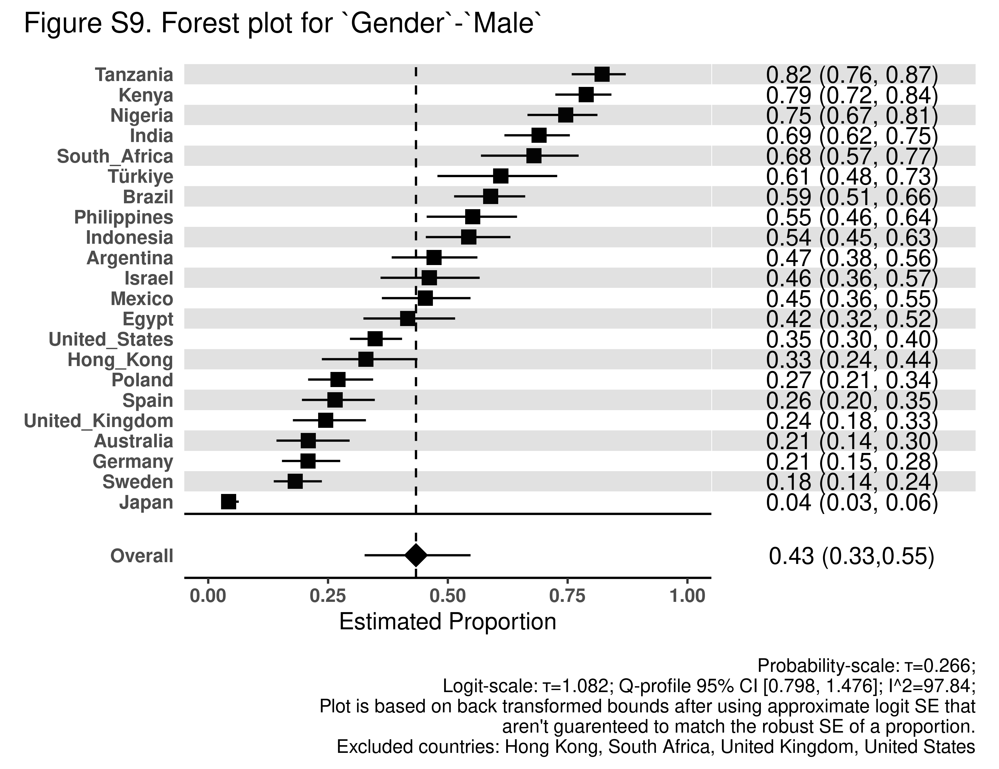 Figure S9. Forest plot for `Gender`-`Male`
Tanzania 0.82 (0.76, 0.87)
Kenya 0.79 (0.72, 0.84)
Nigeria 0.75 (0.67, 0.81)
India 0.69 (0.62, 0.75)
South_Africa 0.68 (0.57, 0.77)
Türkiye 0.61 (0.48, 0.73)
Brazil 0.59 (0.51, 0.66)
Philippines 0.55 (0.46, 0.64)
Indonesia 0.54 (0.45, 0.63)
Argentina 0.47 (0.38, 0.56)
Israel 0.46 (0.36, 0.57)
Mexico 0.45 (0.36, 0.55)
Egypt 0.42 (0.32, 0.52)
United_States 0.35 (0.30, 0.40)
Hong_Kong 0.33 (0.24, 0.44)
Poland 0.27 (0.21, 0.34)
Spain 0.26 (0.20, 0.35)
United_Kingdom 0.24 (0.18, 0.33)
Australia 0.21 (0.14, 0.30)
Germany 0.21 (0.15, 0.28)
Sweden 0.18 (0.14, 0.24)
Japan 0.04 (0.03, 0.06)
Overall 0.43 (0.33,0.55)
0.00 0.25 0.50 0.75 1.00
Estimated Proportion
Probability-scale: τ=0.266;
Logit-scale: τ=1.082; Q-profile 95% CI [0.798, 1.476]; I^2=97.84;
Plot is based on back transformed bounds after using approximate logit SE that
aren't guarenteed to match the robust SE of a proportion.
Excluded countries: Hong Kong, South Africa, United Kingdom, United States